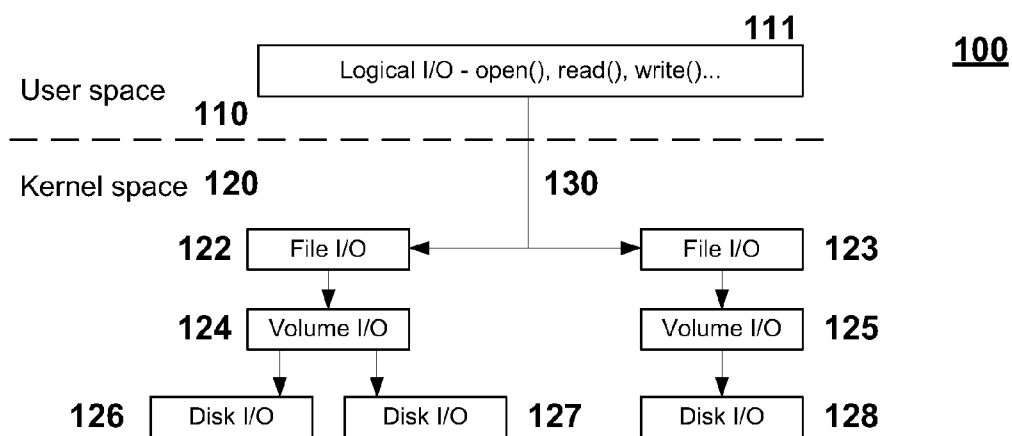 111
100
Logical I/O - open(), read(), write()...
User space
110
Kernel space 120
130
122 File I/O File I/O 123
124 Volume I/O Volume I/O 125
126 Disk I/O Disk I/O 127 Disk I/O 128